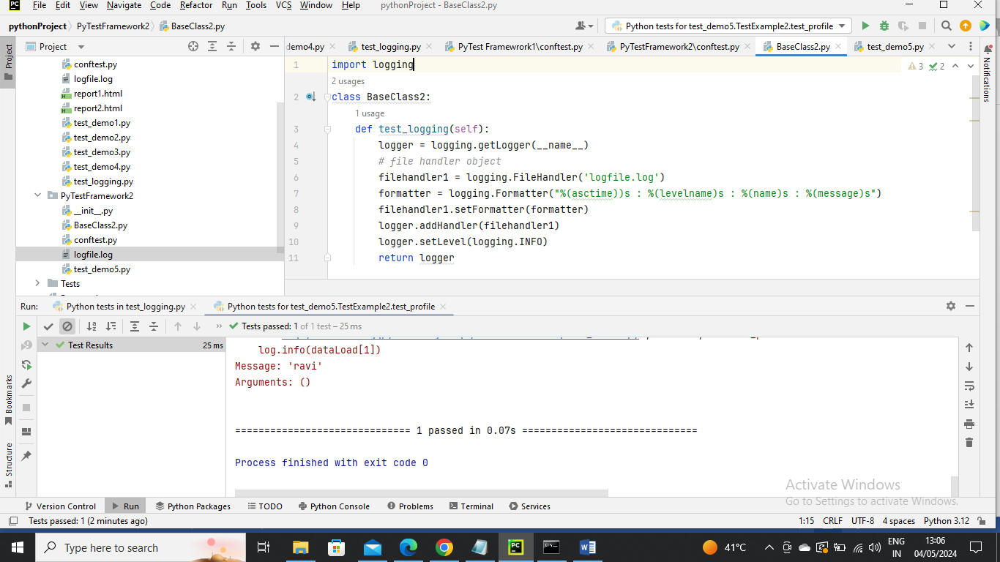 PC File Edit View Navigate Code Refactor Run Tools VCS Window Help pythonProject - BaseClass2.py
pythonProject PyTestFramework2 BaseClass2.py Python tests for test_demo5.TestExample2.test_profile
Project
Project
demo4.py test_logging.py PyTest Framewrork1\conftest.py PyTestFramework2\conftest.py BaseClass2.py test_demo5.py
Notifications
conftest.py
logfile.log
report1.html
report2.html
test_demo1.py
test_demo2.py
test_demo3.py
test_demo4.py
test_logging.py
PyTestFramework2
__init__.py
BaseClass2.py
conftest.py
logfile.log
test_demo5.py
Tests
1 import logging
3 2
2 usages
2 class BaseClass2:
1 usage
3 def test_logging(self):
4 logger = logging.getLogger(__name__)
5 # file handler object
6 filehandler1 = logging.FileHandler('logfile.log')
7 formatter = logging.Formatter("%(asctime))s : %(levelname)s : %(name)s : %(message)s")
8 filehandler1.setFormatter(formatter)
9 logger.addHandler(filehandler1)
10 logger.setLevel(logging.INFO)
11 return logger
Run: Python tests in test_logging.py Python tests for test_demo5.TestExample2.test_profile
Tests passed: 1 of 1 test – 25 ms
Test Results 25 ms
log.info(dataLoad[1])
Message: 'ravi'
Arguments: ()
============================== 1 passed in 0.07s ==============================
Process finished with exit code 0
Bookmarks
Structure
Activate Windows
Go to Settings to activate Windows.
Version Control Run Python Packages TODO Python Console Problems Terminal Services
Tests passed: 1 (2 minutes ago) 1:15 CRLF UTF-8 4 spaces Python 3.12
Type here to search PC W 41°C ENG 13:06
IN 04/05/2024